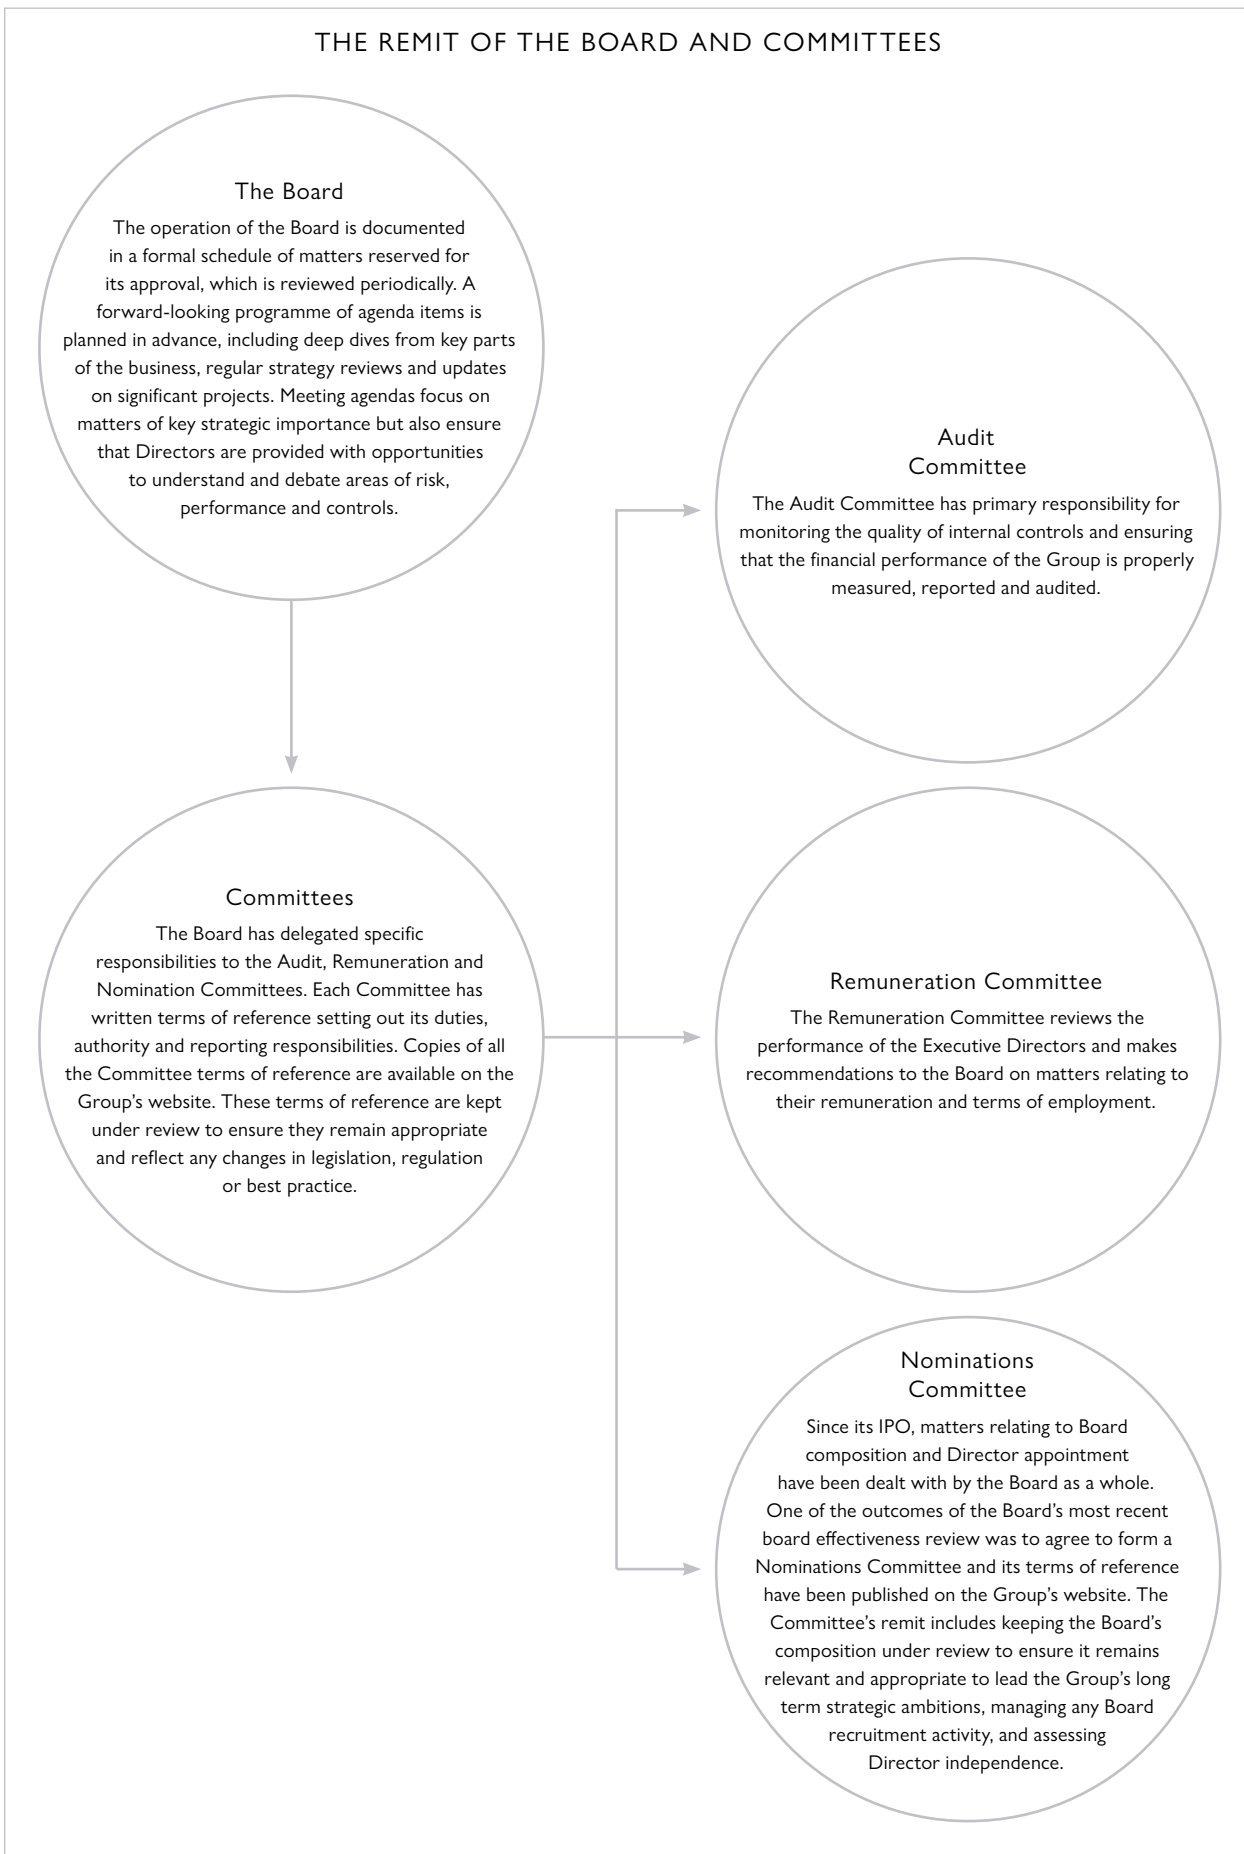 THE REMIT OF THE BOARD AND COMMITTEES
The Board
The operation of the Board is documented
in a formal schedule of matters reserved for
its approval, which is reviewed periodically. A
forward-looking programme of agenda items is
planned in advance, including deep dives from key parts
of the business, regular strategy reviews and updates
on significant projects. Meeting agendas focus on
matters of key strategic importance but also ensure
that Directors are provided with opportunities
to understand and debate areas of risk,
performance and controls.
Committees
The Board has delegated specific
responsibilities to the Audit, Remuneration and
Nomination Committees. Each Committee has
written terms of reference setting out its duties,
authority and reporting responsibilities. Copies of all
the Committee terms of reference are available on the
Group’s website. These terms of reference are kept
under review to ensure they remain appropriate
and reflect any changes in legislation, regulation
or best practice.
Audit
Committee
The Audit Committee has primary responsibility for
monitoring the quality of internal controls and ensuring
that the financial performance of the Group is properly
measured, reported and audited.
Remuneration Committee
The Remuneration Committee reviews the
performance of the Executive Directors and makes
recommendations to the Board on matters relating to
their remuneration and terms of employment.
Nominations
Committee
Since its IPO, matters relating to Board
composition and Director appointment
have been dealt with by the Board as a whole.
One of the outcomes of the Board’s most recent
board effectiveness review was to agree to form a
Nominations Committee and its terms of reference
have been published on the Group’s website. The
Committee’s remit includes keeping the Board’s
composition under review to ensure it remains
relevant and appropriate to lead the Group’s long
term strategic ambitions, managing any Board
recruitment activity, and assessing
Director independence.